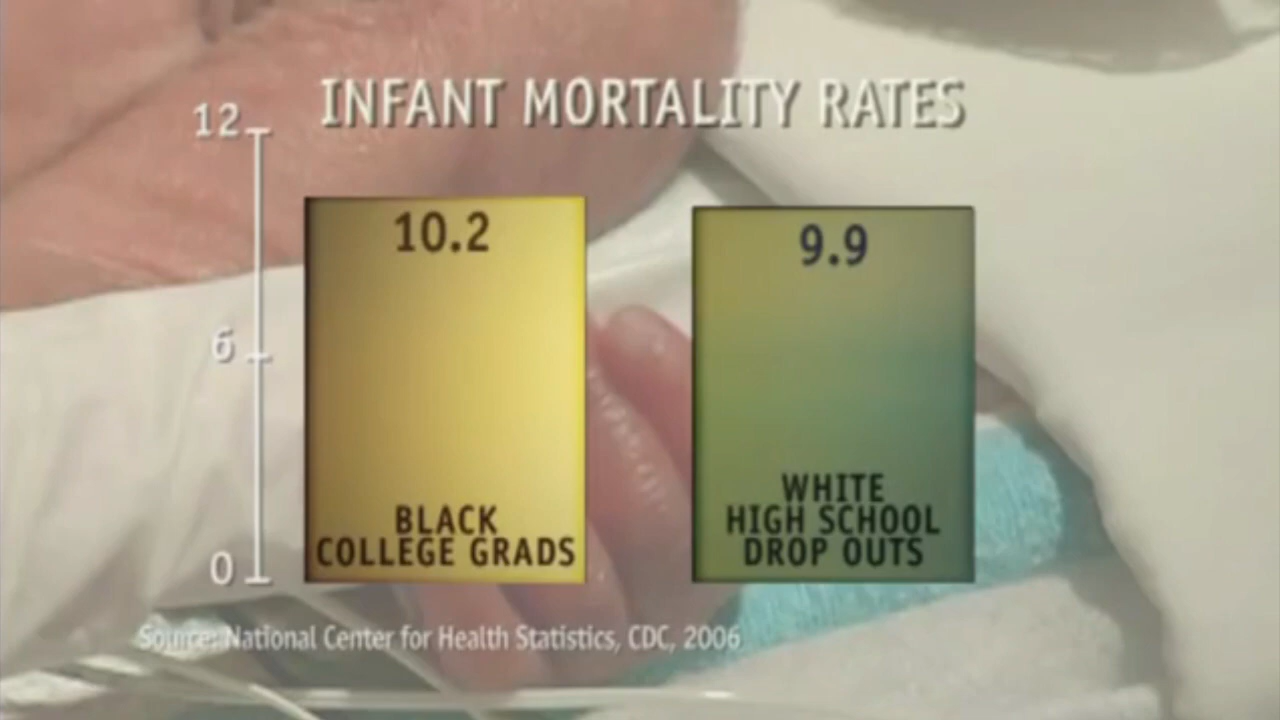 INFANT MORTALITY RATES
12
6
0
10.2
BLACK
COLLEGE GRADS
9.9
WHITE
HIGH SCHOOL
DROP OUTS
Source: National Center for Health Statistics, CDC, 2006